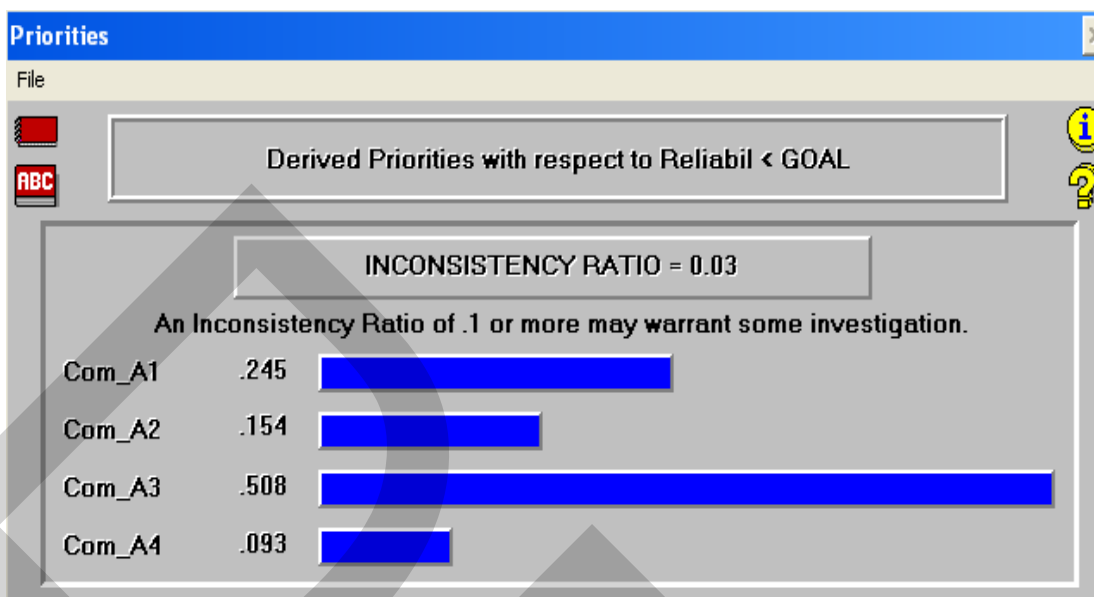 Priorities
File
ABC
Derived Priorities with respect to Reliabil < GOAL
INCONSISTENCY RATIO = 0.03
An Inconsistency Ratio of .1 or more may warrant some investigation.
Com_A1 .245
Com_A2 .154
Com_A3 .508
Com_A4 .093